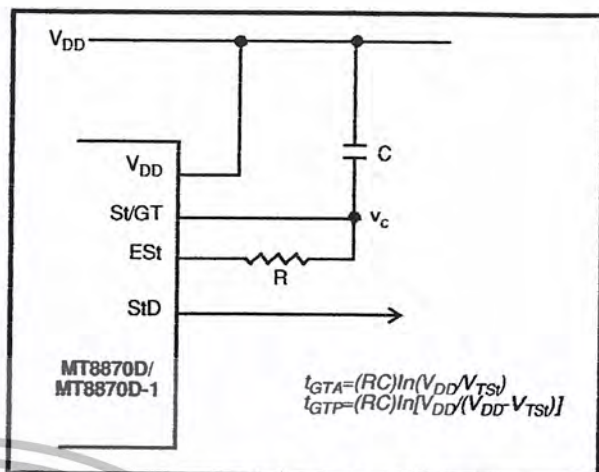 VDD
VDD
C
St/GT
vc
ESt
R
StD
MT8870D/
MT8870D-1
tGTA=(RC)ln(VDD/VTSt)
tGTP=(RC)ln[VDD/(VDD-VTSt)]